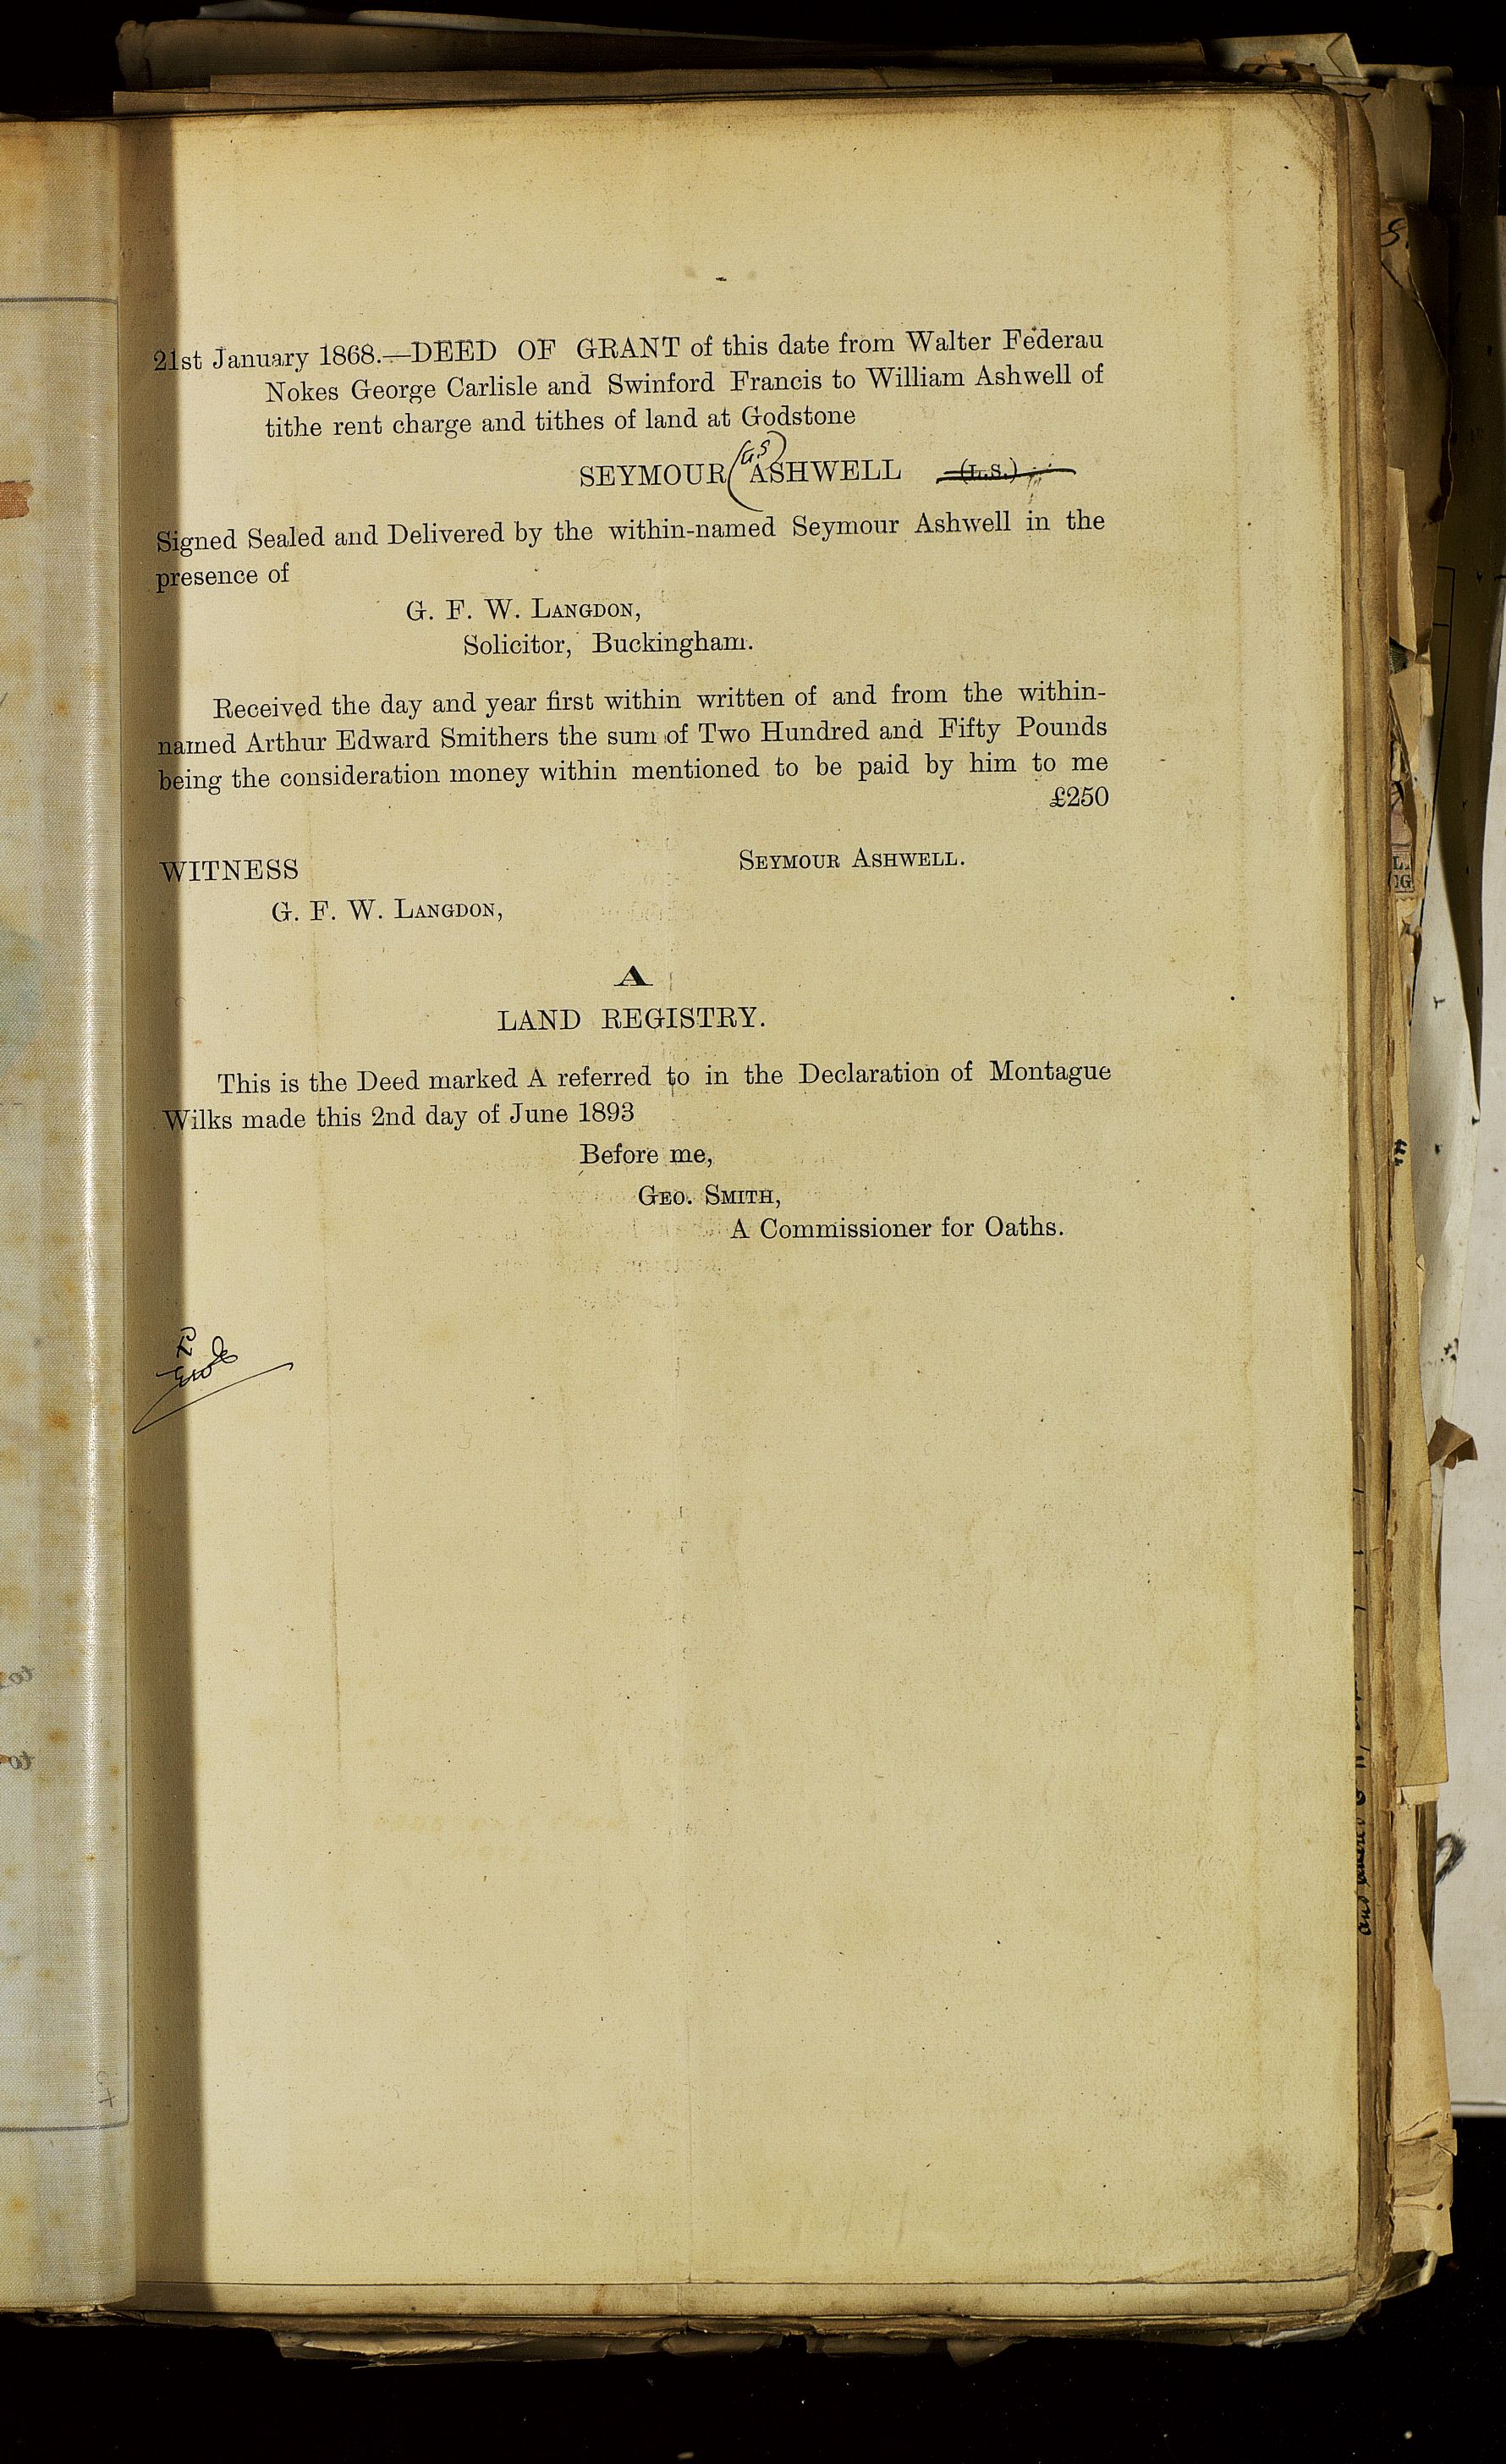 21st January 1868.—DEED OF GRANT of this date from Walter Federau
Nokes George Carlisle and Swinford Francis to William Ashwell of
tithe rent charge and tithes of land at Godstone
SEYMOUR ASHWELL (L.S.)
Signed Sealed and Delivered by the within-named Seymour Ashwell in the
presence of
G. F. W. LANGDON,
Solicitor, Buckingham.
Received the day and year first within written of and from the within-
named Arthur Edward Smithers the sum of Two Hundred and Fifty Pounds
being the consideration money within mentioned to be paid by him to me
£250
WITNESS SEYMOUR ASHWELL.
G. F. W. LANGDON,
A
LAND REGISTRY.
This is the Deed marked A referred to in the Declaration of Montague
Wilks made this 2nd day of June 1893
Before me,
GEO. SMITH,
A Commissioner for Oaths.